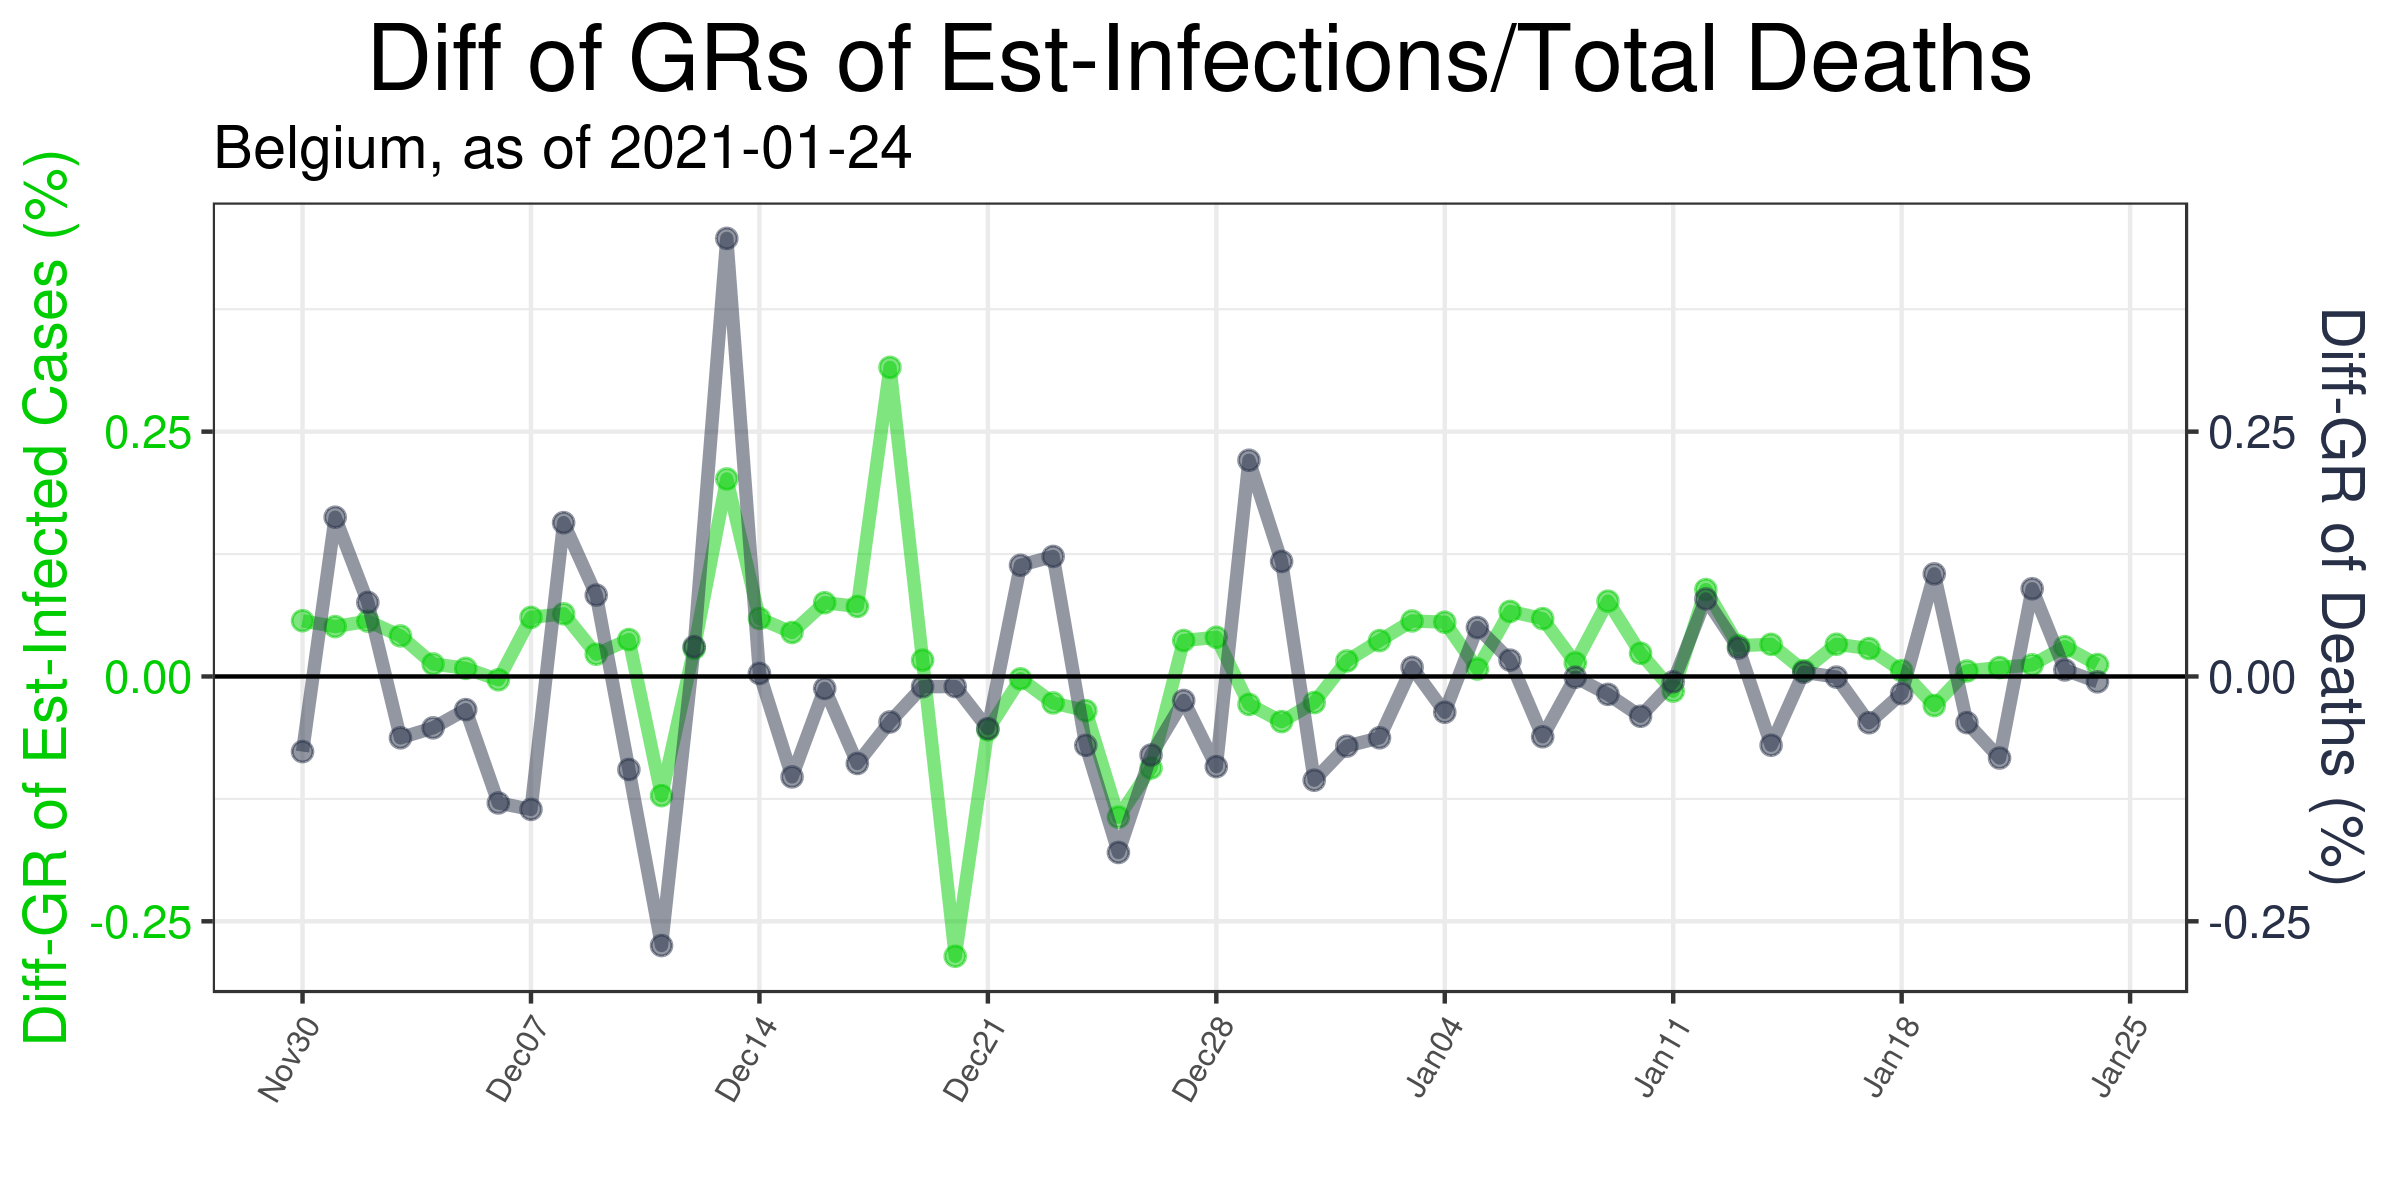 Diff of GRs of Est-Infections/Total Deaths
Belgium, as of 2021-01-24
Diff-GR of Est-Infected Cases (%)
0.25
0.00
-0.25
0.25
0.00
-0.25
Diff-GR of Deaths (%)
Nov30
Dec07
Dec14
Dec21
Dec28
Jan04
Jan11
Jan18
Jan25